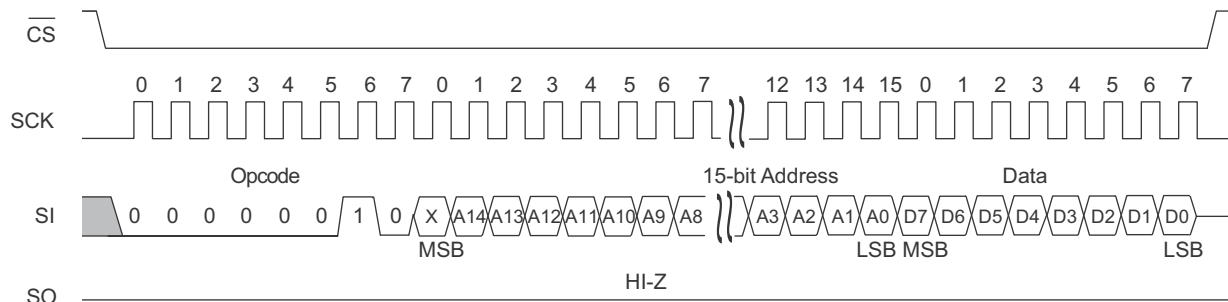 CS
0 1 2 3 4 5 6 7 0 1 2 3 4 5 6 7 12 13 14 15 0 1 2 3 4 5 6 7
SCK
Opcode 15-bit Address Data
SI 0 0 0 0 0 0 1 0 X A14 A13 A12 A11 A10 A9 A8 A3 A2 A1 A0 D7 D6 D5 D4 D3 D2 D1 D0
MSB LSB MSB LSB
HI-Z
SO